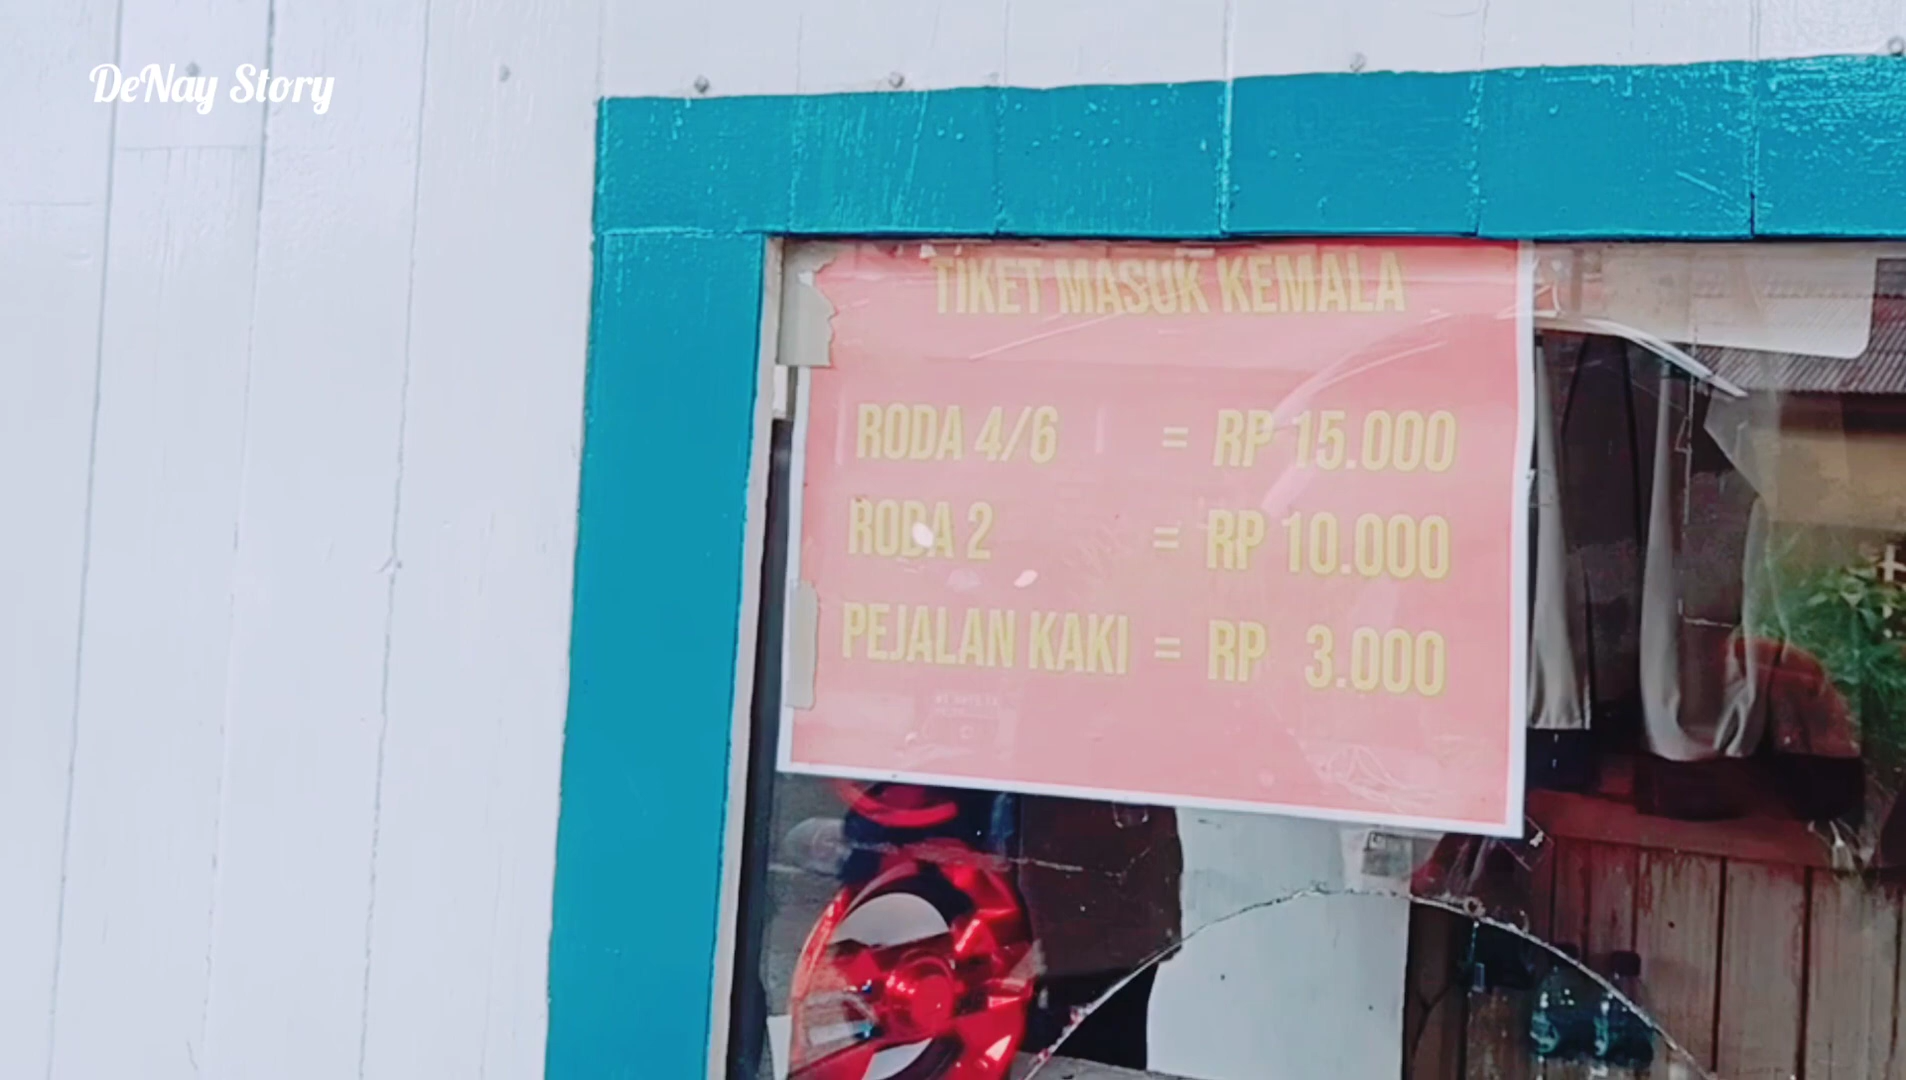 DeNay Story
TIKET MASUK KEMALA
RODA 4/6 = RP 15.000
RODA 2 = RP 10.000
PEJALAN KAKI = RP 3.000